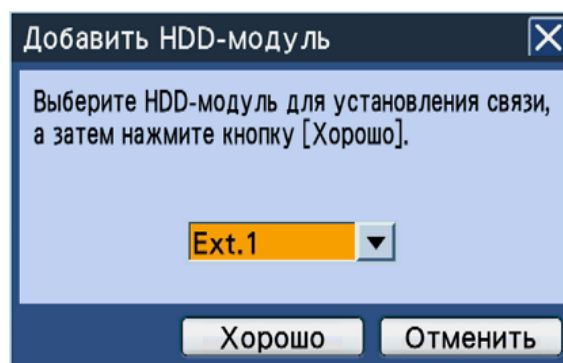 Добавить HDD-модуль
Выберите HDD-модуль для установления связи,
а затем нажмите кнопку [Хорошо].
Ext.1
Хорошо Отменить